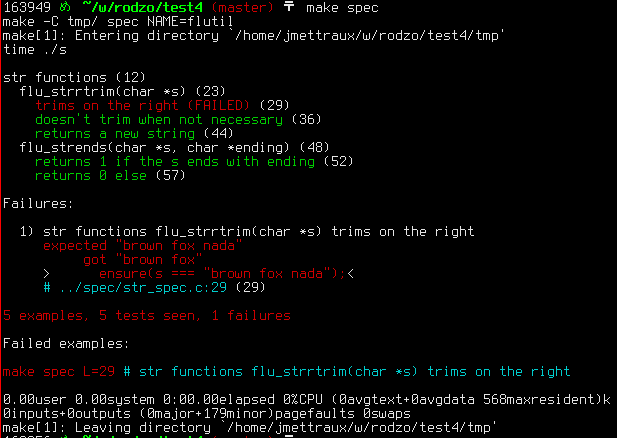 163949 め ~/w/rodzo/test4 (master) 〒 make spec
make -C tmp/ spec NAME=flutil
make[1]: Entering directory `/home/jmettraux/w/rodzo/test4/tmp'
time ./s
str functions (12)
flu_strrtrim(char *s) (23)
trims on the right (FAILED) (29)
doesn't trim when not necessary (36)
returns a new string (44)
flu_strends(char *s, char *ending) (48)
returns 1 if the s ends with ending (52)
returns 0 else (57)
Failures:
1) str functions flu_strrtrim(char *s) trims on the right
expected "brown fox nada"
got "brown fox"
> ensure(s === "brown fox nada");<
# ../spec/str_spec.c:29 (29)
5 examples, 5 tests seen, 1 failures
Failed examples:
make spec L=29 # str functions flu_strrtrim(char *s) trims on the right
0.00user 0.00system 0:00.00elapsed 0%CPU (0avgtext+0avgdata 568maxresident)k
0inputs+0outputs (0major+179minor)pagefaults 0swaps
make[1]: Leaving directory `/home/jmettraux/w/rodzo/test4/tmp'